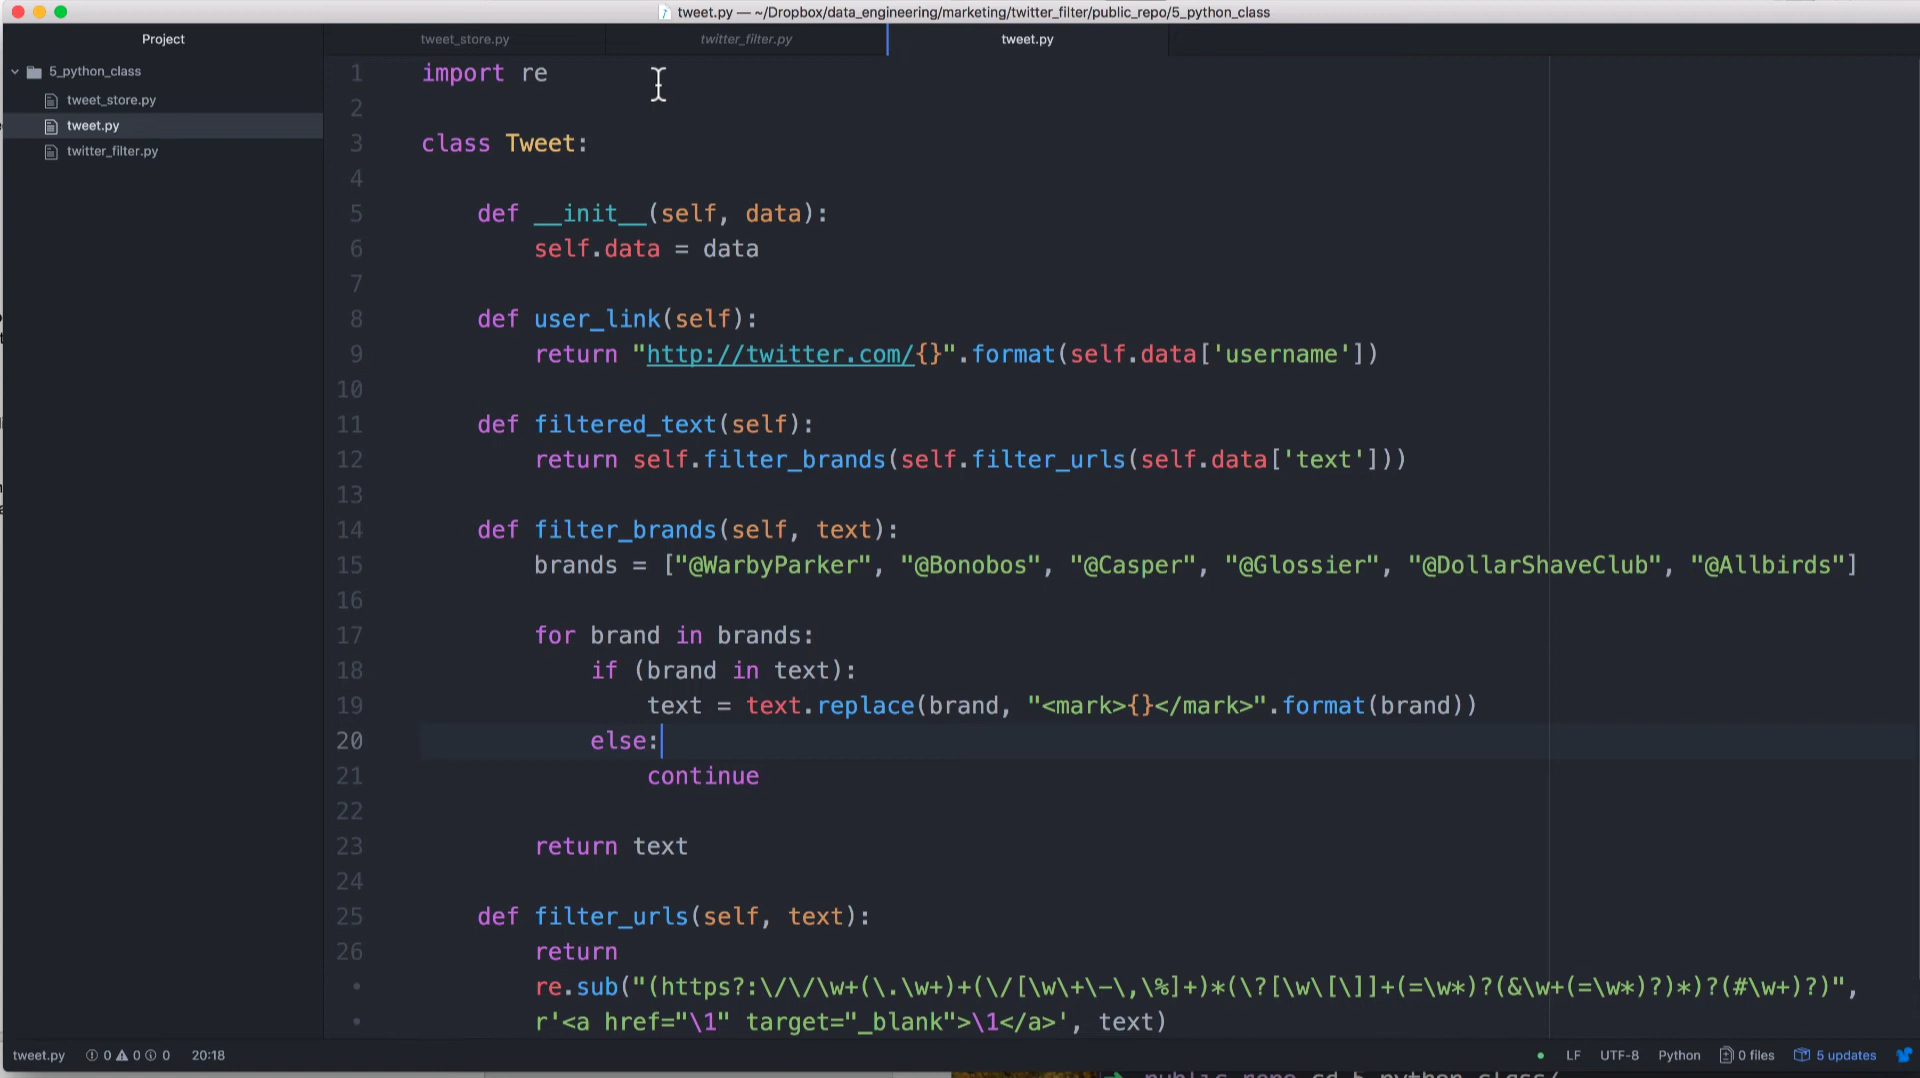 tweet.py — ~/Dropbox/data_engineering/marketing/twitter_filter/public_repo/5_python_class
Project
tweet_store.py
twitter_filter.py
tweet.py
5_python_class
tweet_store.py
tweet.py
twitter_filter.py
1 import re
2
3 class Tweet:
4
5 def __init__(self, data):
6 self.data = data
7
8 def user_link(self):
9 return "http://twitter.com/{}".format(self.data['username'])
10
11 def filtered_text(self):
12 return self.filter_brands(self.filter_urls(self.data['text']))
13
14 def filter_brands(self, text):
15 brands = ["@WarbyParker", "@Bonobos", "@Casper", "@Glossier", "@DollarShaveClub", "@Allbirds"]
16
17 for brand in brands:
18 if (brand in text):
19 text = text.replace(brand, "<mark>{}</mark>".format(brand))
20 else:
21 continue
22
23 return text
24
25 def filter_urls(self, text):
26 return
• re.sub("(https?:\/\/\w+(\.\w+)+(\/[\w\+\-\,\%]+)*(\?[\w\[\]]+(=\w*)?(&\w+(=\w*)?)*)?(#\w+)?)",
• r'<a href="\1" target="_blank">\1</a>', text)
tweet.py 0 0 0 20:18 LF UTF-8 Python 0 files 5 updates
public_repo cd 5_python_class/